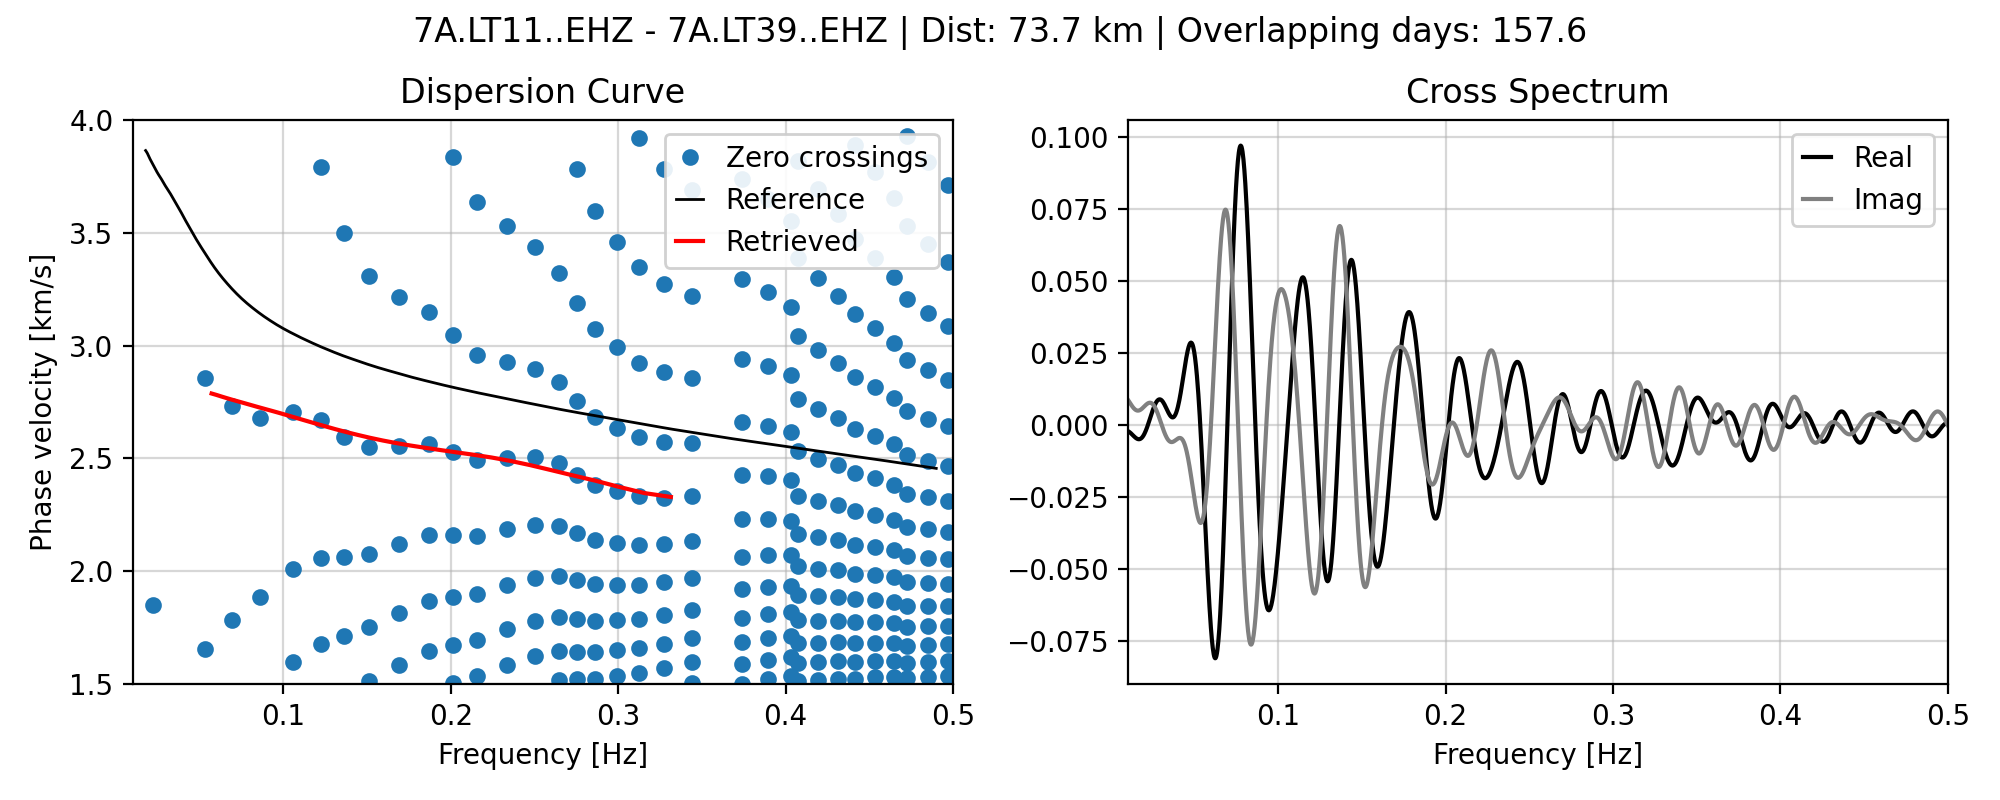 7A.LT11..EHZ - 7A.LT39..EHZ | Dist: 73.7 km | Overlapping days: 157.6
Dispersion Curve
4.0
3.5
3.0
2.5
2.0
1.5
Phase velocity [km/s]
0.1
0.2
0.3
0.4
0.5
Frequency [Hz]
Zero crossings
Reference
Retrieved
Cross Spectrum
0.100
0.075
0.050
0.025
0.000
−0.025
−0.050
−0.075
0.1
0.2
0.3
0.4
0.5
Frequency [Hz]
Real
Imag